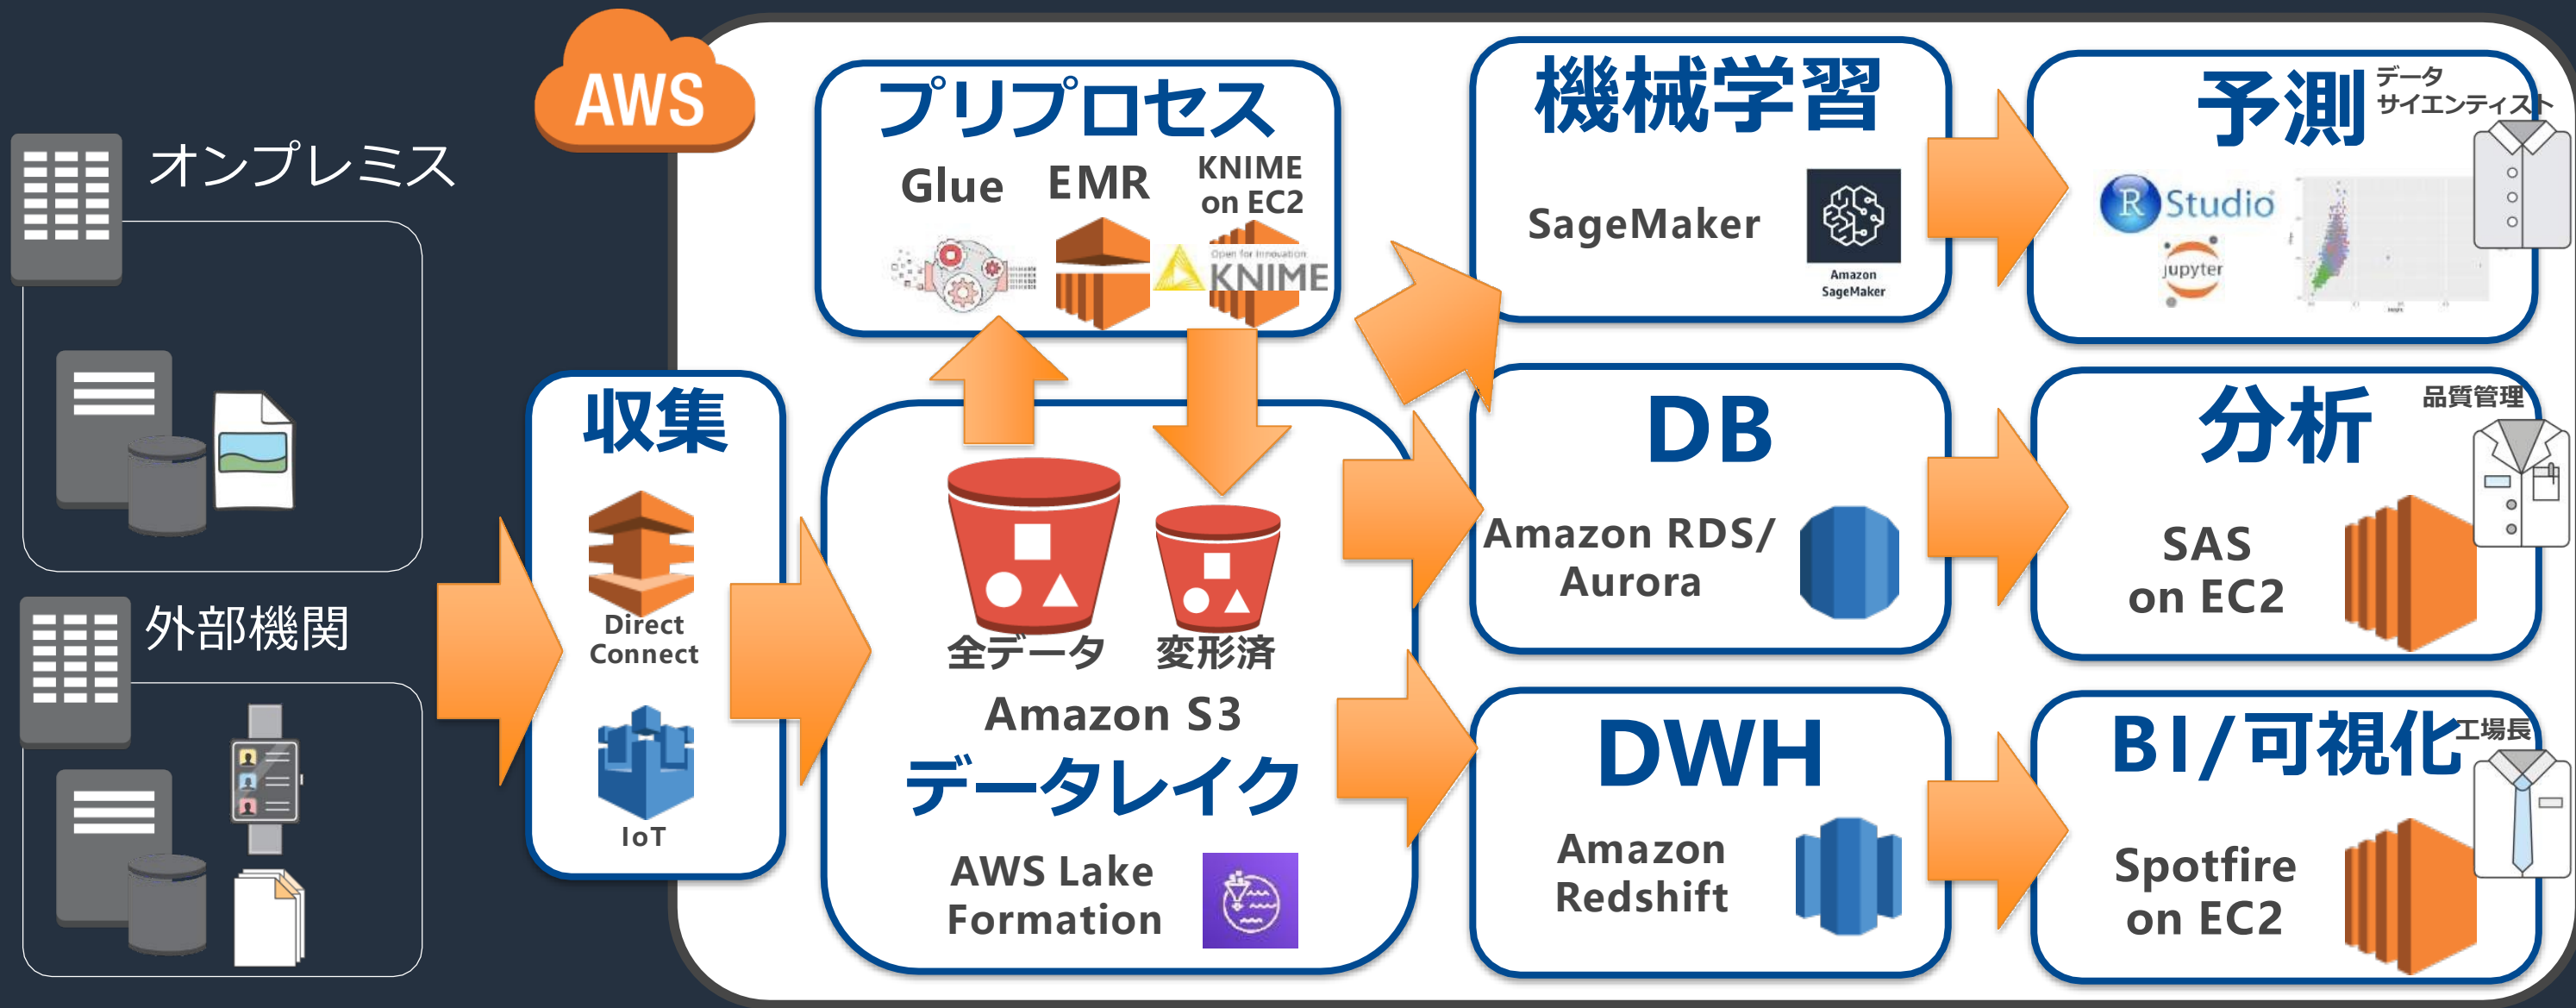 AWS
オンプレミス
外部機関
収集
Direct
Connect
IoT
プリプロセス
Glue
EMR
KNIME
on EC2
Open for Innovation
KNIME
全データ
変形済
Amazon S3
データレイク
AWS Lake
Formation
機械学習
SageMaker
Amazon
SageMaker
予測
データ
サイエンティスト
R Studio
jupyter
DB
Amazon RDS/
Aurora
分析
品質管理
SAS
on EC2
DWH
Amazon
Redshift
BI/可視化
工場長
Spotfire
on EC2